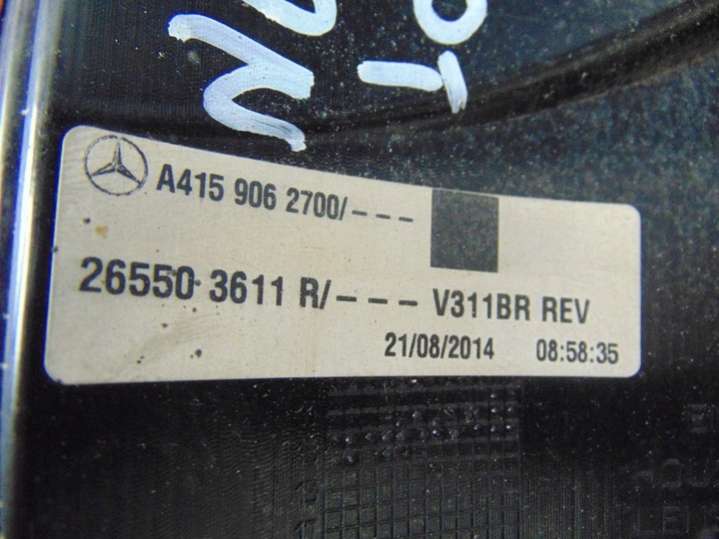 A415 906 2700/---
26550 3611 R/--- V311BR REV
21/08/2014 08:58:35